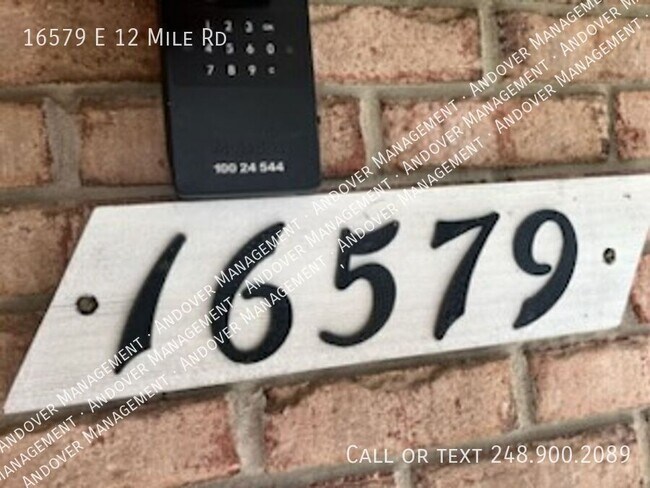 16579 E 12 Mile Rd
1 2 3
5 6 0
7 8 9 c
100 24 544
16579
Andover Management · Andover Management · Andover Management
Call or text 248.900.2089